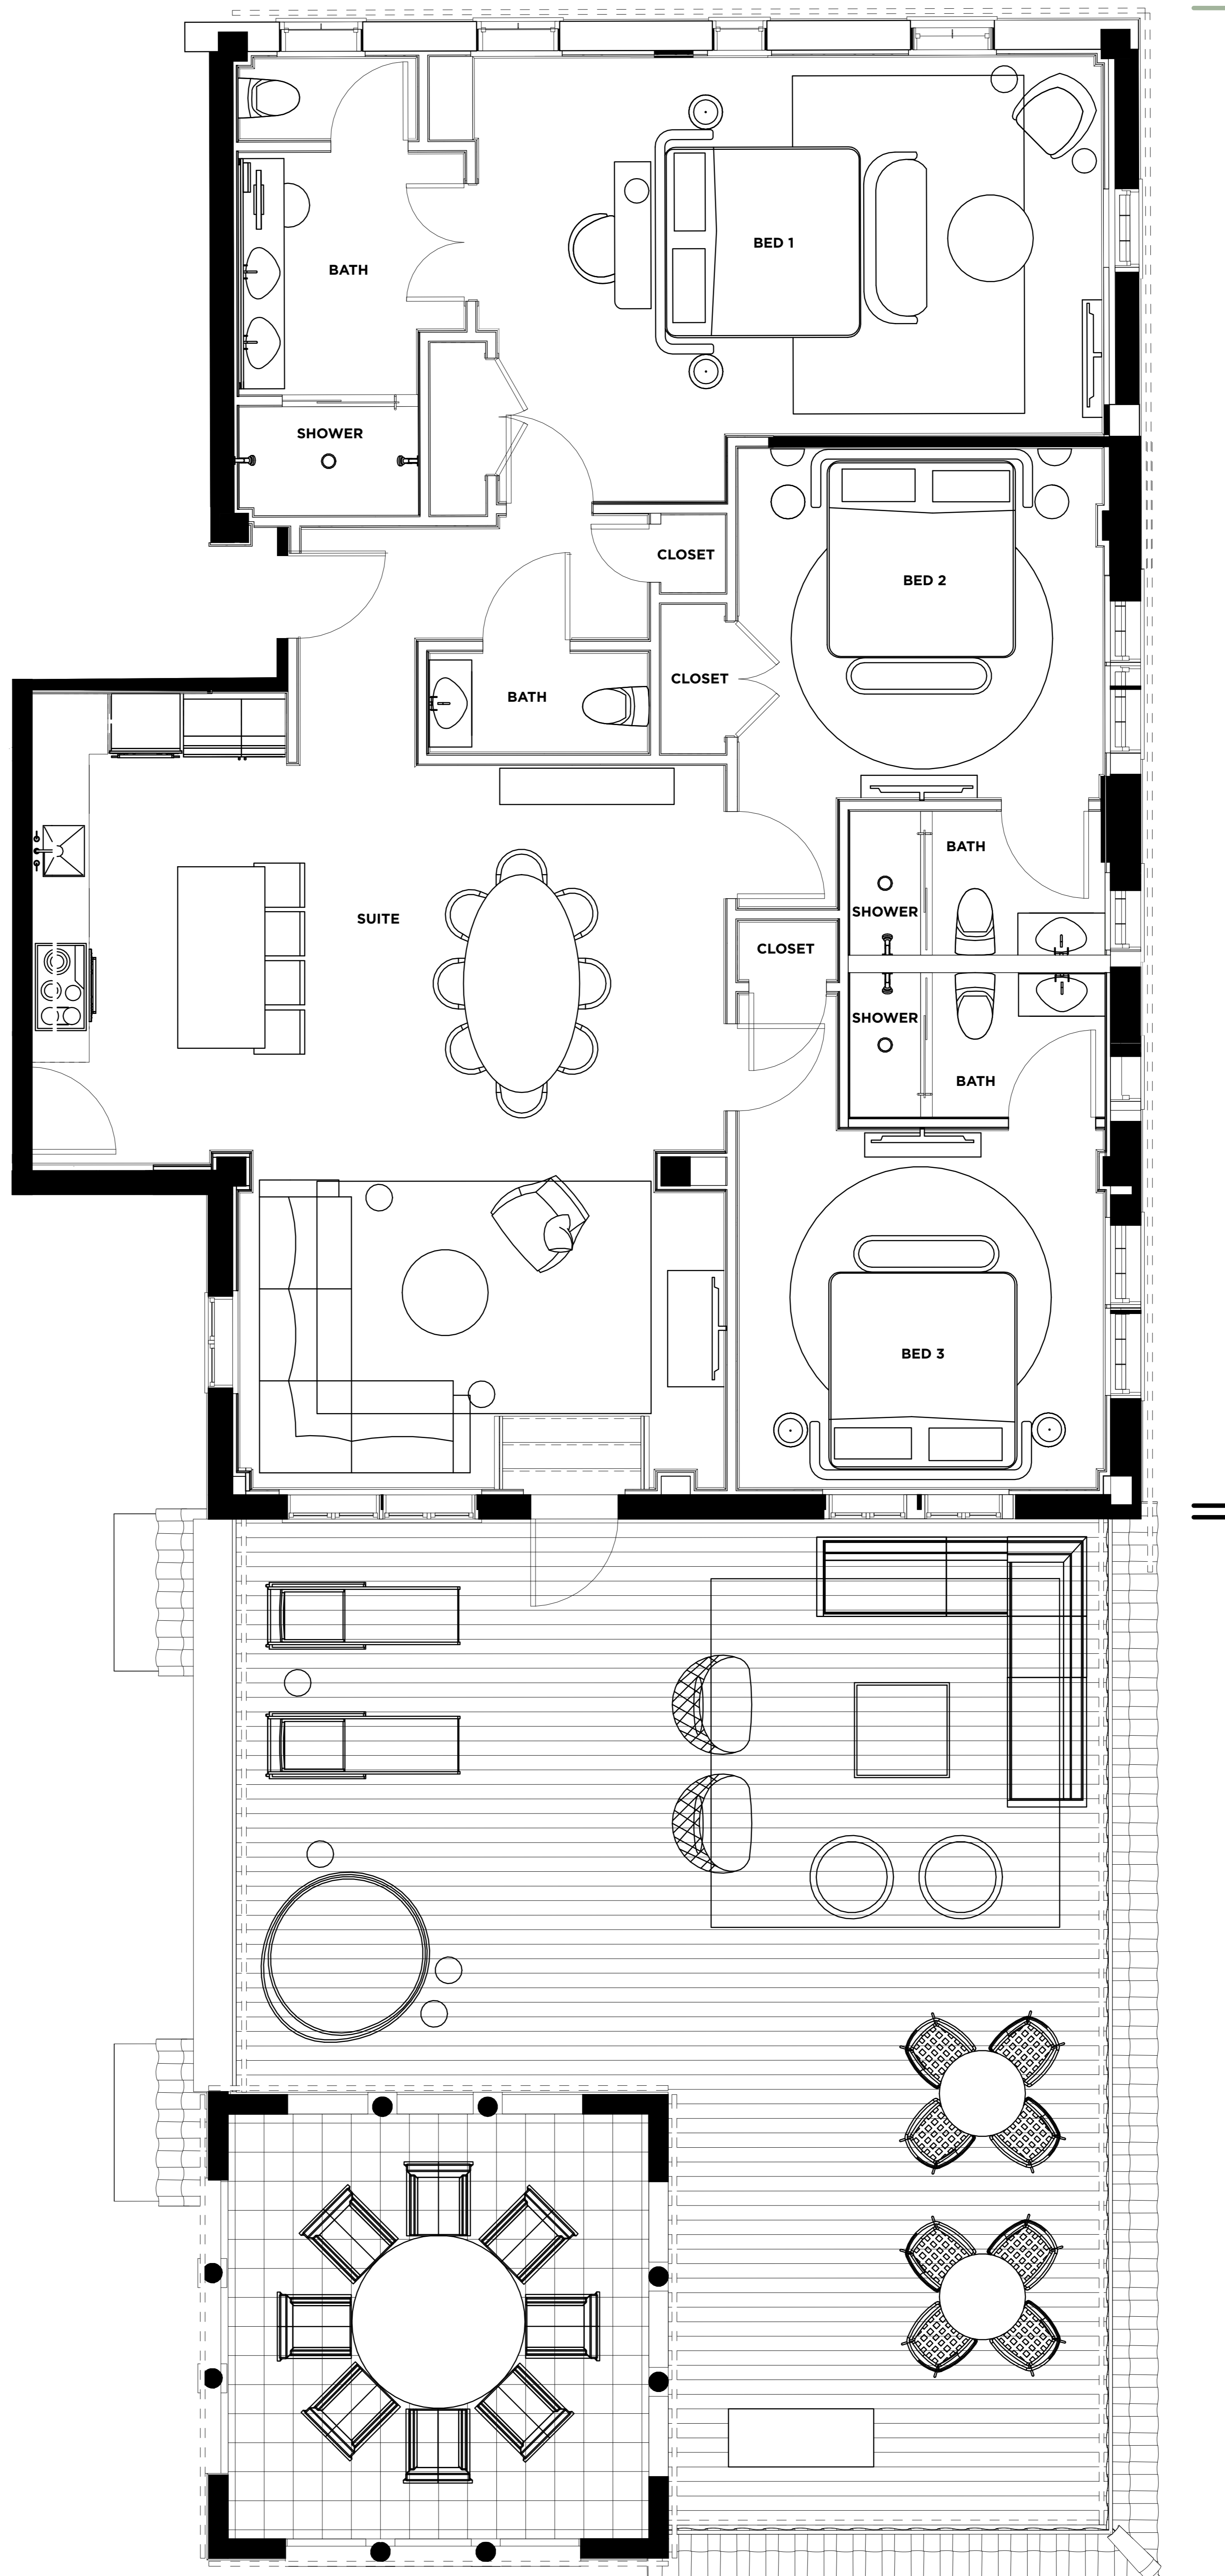 BED 1
BATH
SHOWER
CLOSET
BED 2
CLOSET
BATH
BATH
SUITE
SHOWER
CLOSET
SHOWER
BATH
BED 3